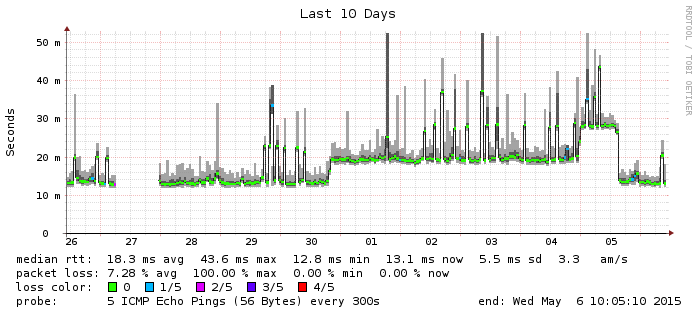 Last 10 Days
RRDTOOL / TOBI OETIKER
Seconds
50 m
40 m
30 m
20 m
10 m
0
26 27 28 29 30 01 02 03 04 05
median rtt: 18.3 ms avg 43.6 ms max 12.8 ms min 13.1 ms now 5.5 ms sd 3.3 am/s
packet loss: 7.28 % avg 100.00 % max 0.00 % min 0.00 % now
loss color: 0 1/5 2/5 3/5 4/5
probe: 5 ICMP Echo Pings (56 Bytes) every 300s end: Wed May 6 10:05:10 2015